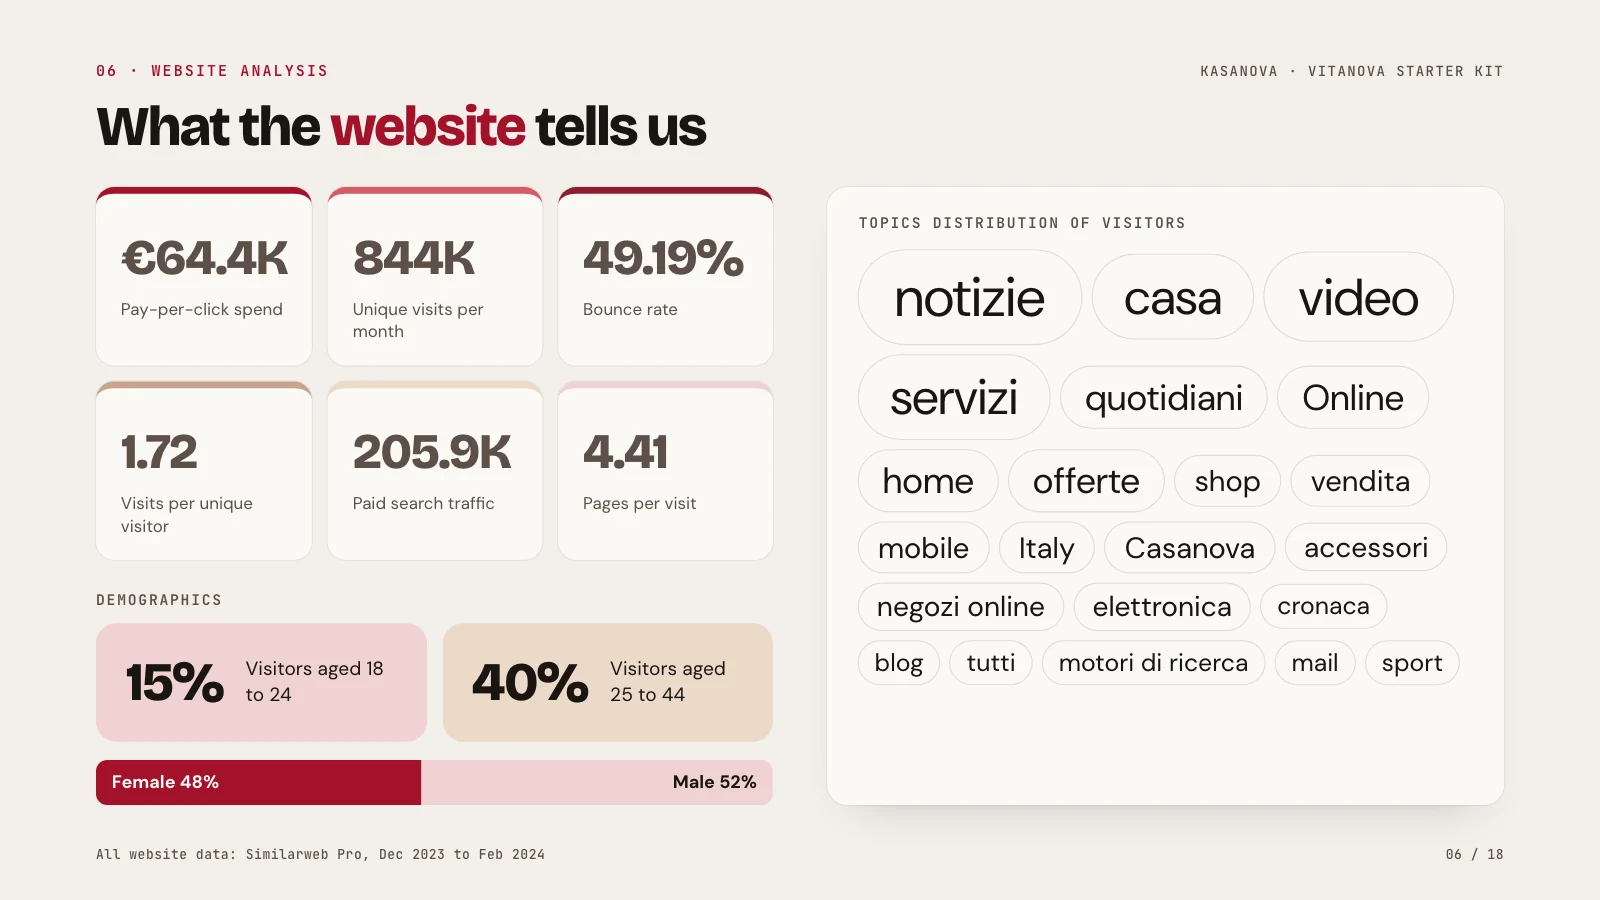 06 · WEBSITE ANALYSIS
KASANOVA · VITANOVA STARTER KIT
What the website tells us
€64.4K
Pay-per-click spend
844K
Unique visits per
month
49.19%
Bounce rate
1.72
Visits per unique
visitor
205.9K
Paid search traffic
4.41
Pages per visit
DEMOGRAPHICS
15%
Visitors aged 18
to 24
40%
Visitors aged
25 to 44
Female 48%
Male 52%
TOPICS DISTRIBUTION OF VISITORS
notizie casa video
servizi quotidiani Online
home offerte shop vendita
mobile Italy Casanova accessori
negozi online elettronica cronaca
blog tutti motori di ricerca mail sport
All website data: Similarweb Pro, Dec 2023 to Feb 2024
06 / 18